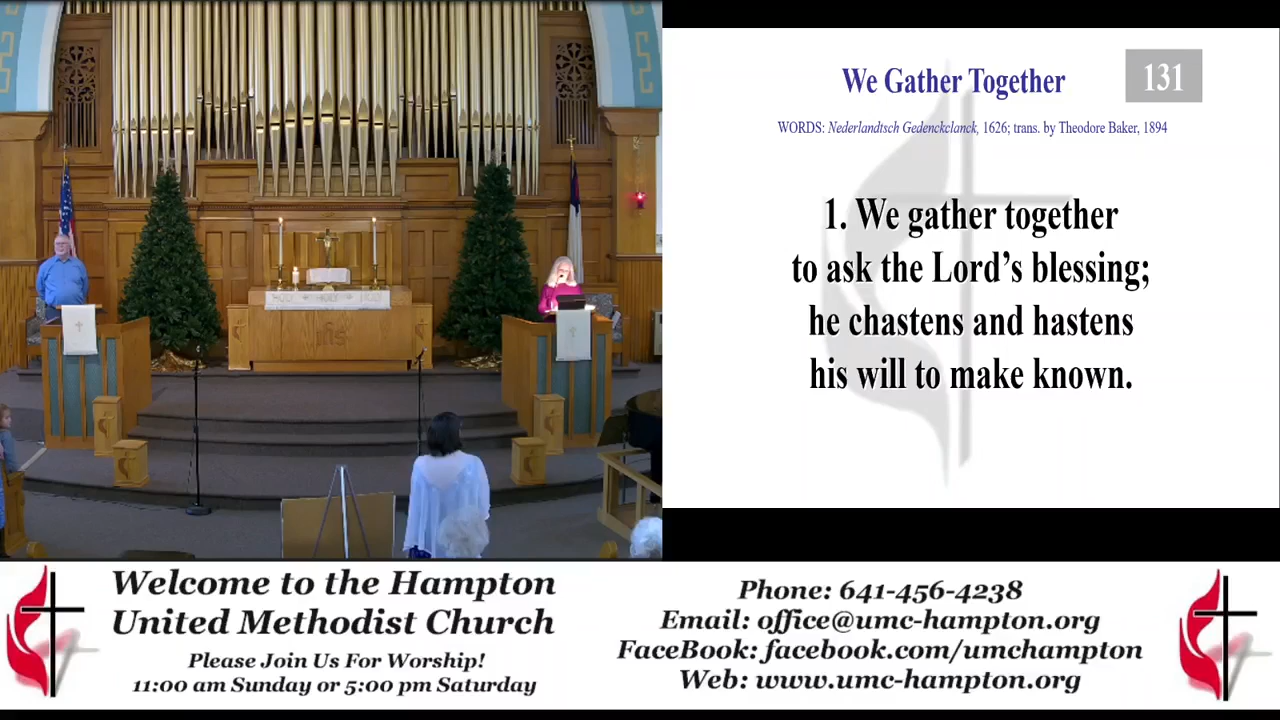 We Gather Together
131
WORDS: Nederlandtsch Gedenckclanck, 1626; trans. by Theodore Baker, 1894
1. We gather together
to ask the Lord's blessing;
he chastens and hastens
his will to make known.
Welcome to the Hampton
United Methodist Church
Please Join Us For Worship!
11:00 am Sunday or 5:00 pm Saturday
Phone: 641-456-4238
Email: office@umc-hampton.org
FaceBook: facebook.com/umchampton
Web: www.umc-hampton.org